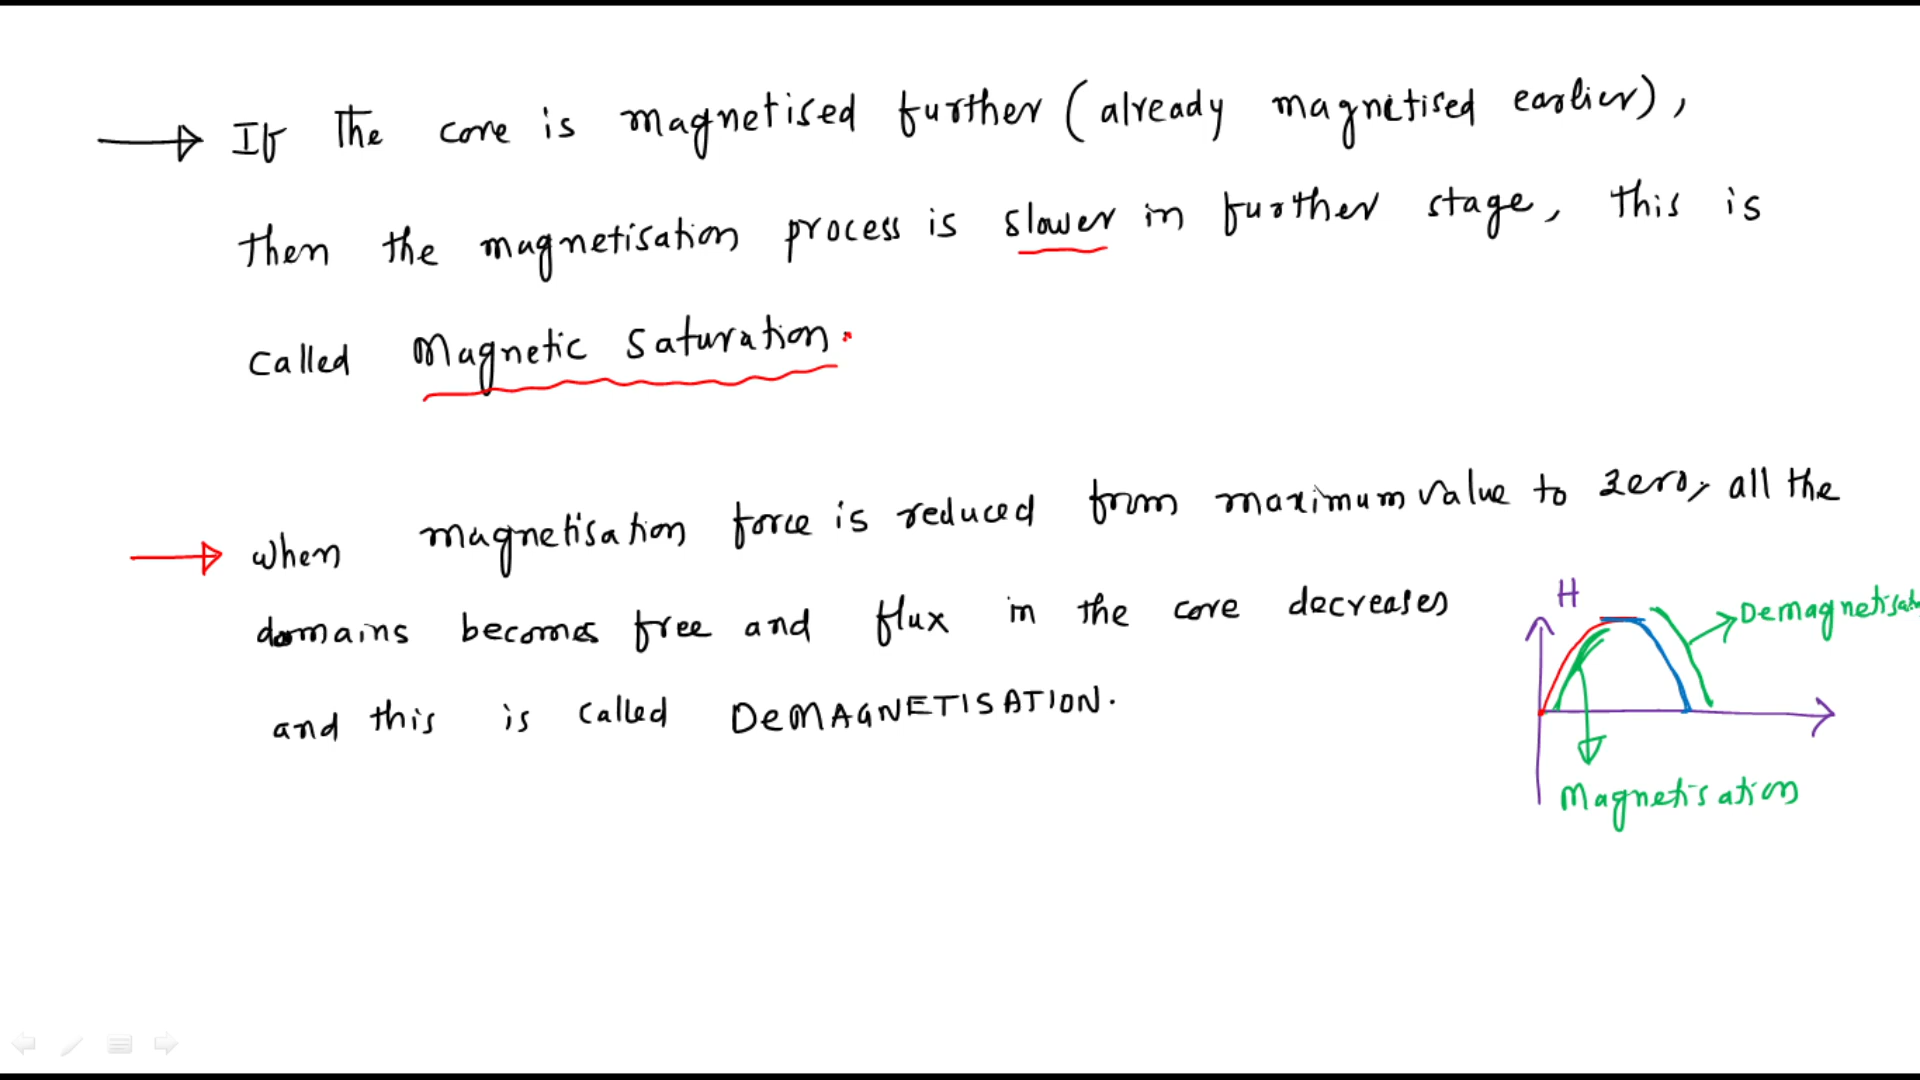 If the core is magnetised further (already magnetised earlier),
then the magnetisation process is slower in further stage, this is
called Magnetic Saturation.
when magnetisation force is reduced from maximum value to zero, all the
domains becomes free and flux in the core decreases
and this is called DEMAGNETISATION.
H
Demagnetisation
Magnetisation